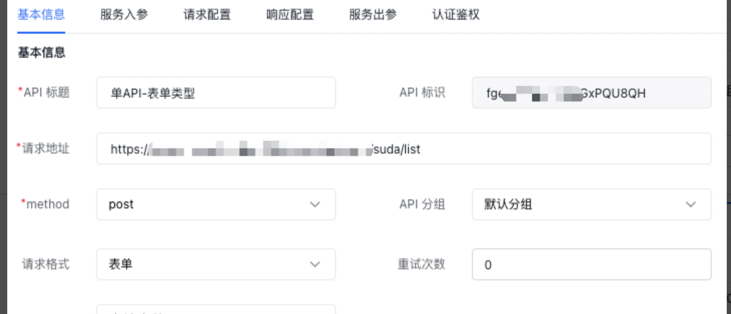 基本信息 服务入参 请求配置 响应配置 服务出参 认证鉴权
基本信息
*API 标题 单API-表单类型 API 标识 fge GxPQU8QH
*请求地址 https:// suda/list
*method post API 分组 默认分组
请求格式 表单 重试次数 0